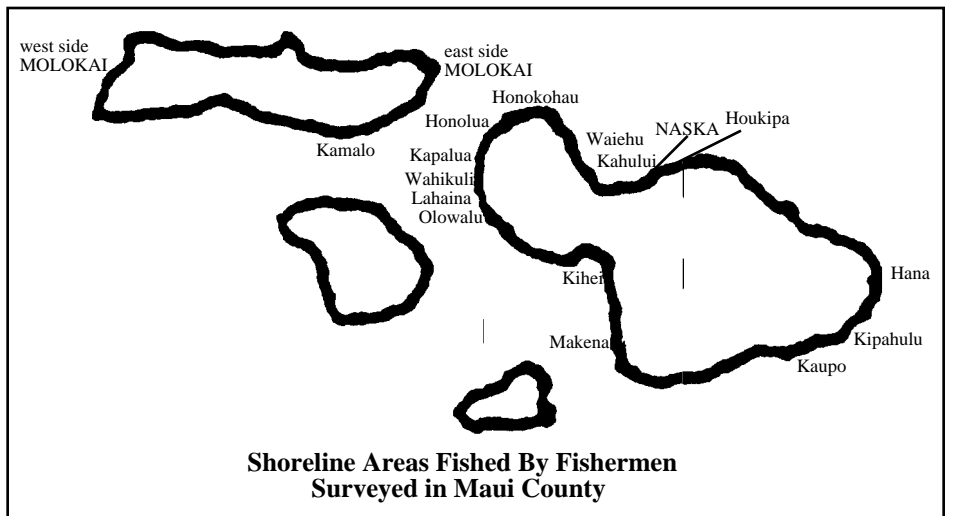 west side
MOLOKAI
east side
MOLOKAI
Honokohau
Honolua
Kamalo
Kapalua
Wahikuli
Lahaina
Olowalu
Waiehu
Kahului
NASKA
Houkipa
Kihei
Hana
Makena
Kipahulu
Kaupo
Shoreline Areas Fished By Fishermen
Surveyed in Maui County